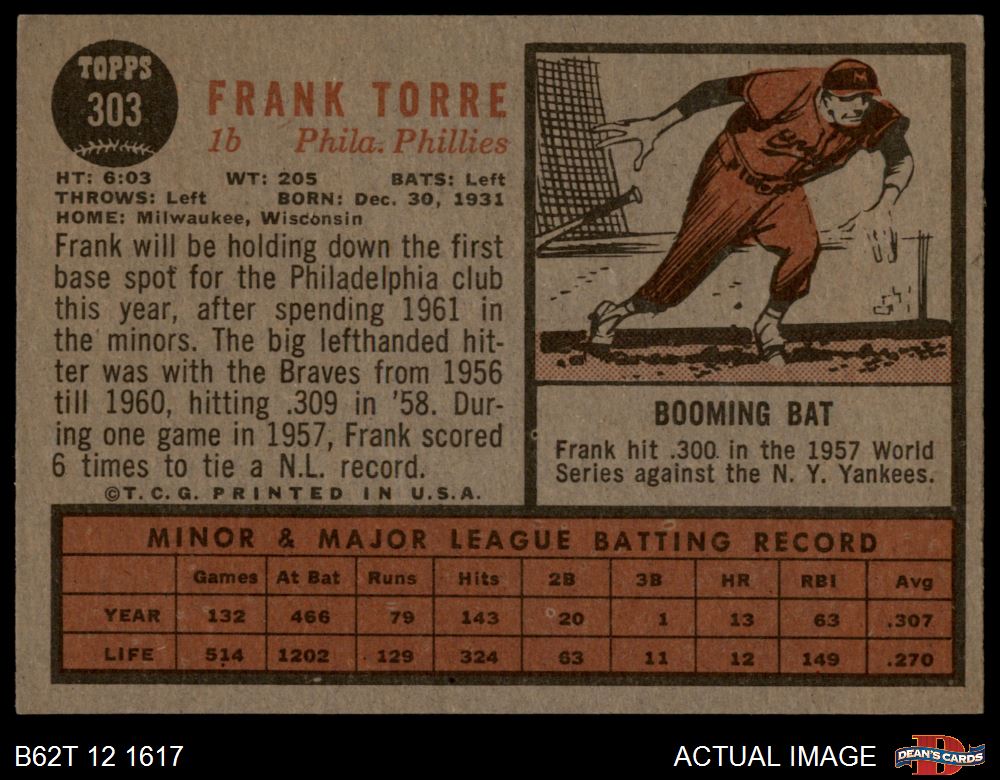 TOPPS
303
FRANK TORRE
1b Phila. Phillies
HT: 6:03 WT: 205 BATS: Left
THROWS: Left BORN: Dec. 30, 1931
HOME: Milwaukee, Wisconsin
Frank will be holding down the first
base spot for the Philadelphia club
this year, after spending 1961 in
the minors. The big lefthanded hit-
ter was with the Braves from 1956
till 1960, hitting .309 in '58. Dur-
ing one game in 1957, Frank scored
6 times to tie a N.L. record.
©T. C. G. PRINTED IN U.S.A.
M
BOOMING BAT
Frank hit .300 in the 1957 World
Series against the N. Y. Yankees.
MINOR & MAJOR LEAGUE BATTING RECORD
Games At Bat Runs Hits 2B 3B HR RBI Avg
YEAR 132 466 79 143 20 1 13 63 .307
LIFE 514 1202 129 324 63 11 12 149 .270
B62T 12 1617 ACTUAL IMAGE
D
DEAN'S CARDS